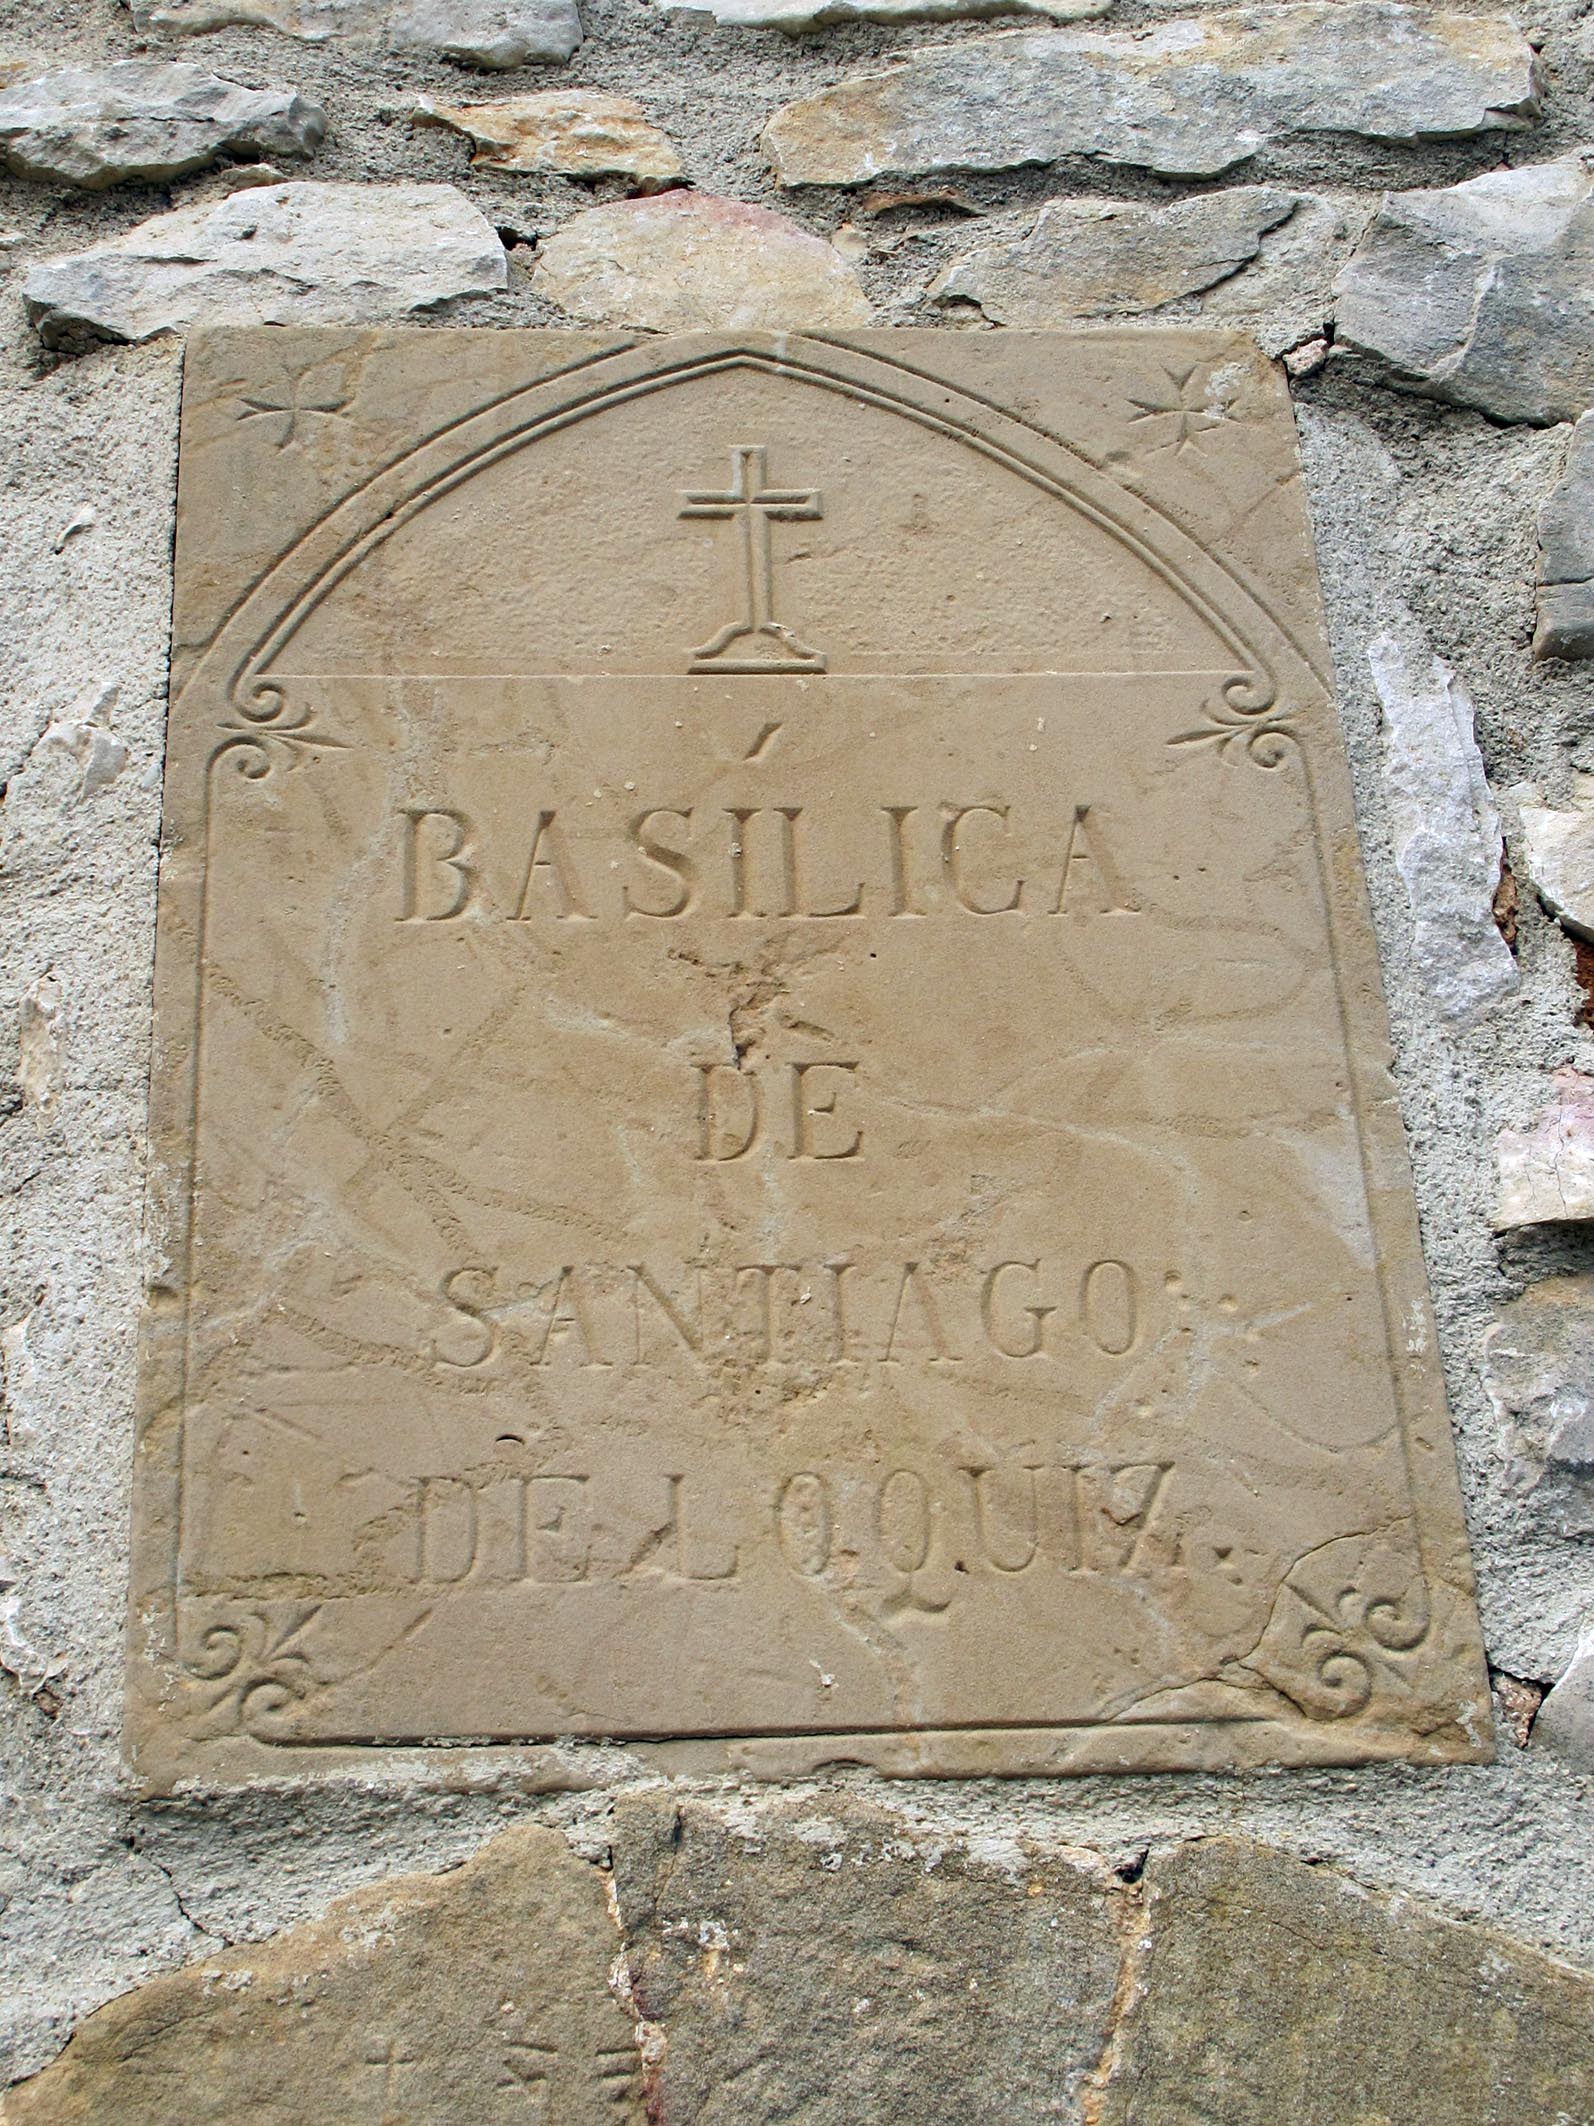 BASÍLICA
DE
SANTIAGO
DE LOQUIZ.